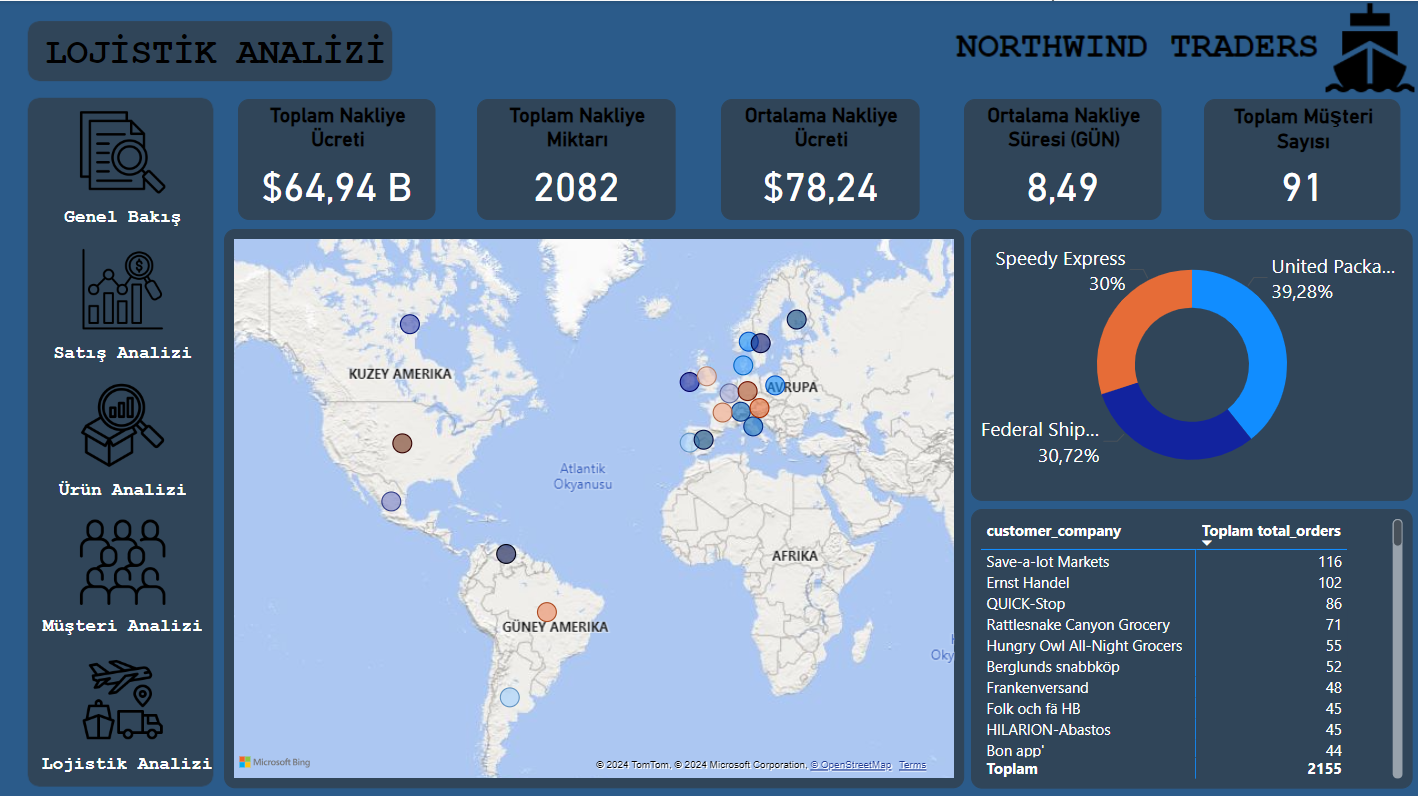 LOJİSTİK ANALİZİ
NORTHWIND TRADERS
Genel Bakış
Satış Analizi
Ürün Analizi
Müşteri Analizi
Lojistik Analizi
Toplam Nakliye
Ücreti
$64,94 B
Toplam Nakliye
Miktarı
2082
Ortalama Nakliye
Ücreti
$78,24
Ortalama Nakliye
Süresi (GÜN)
8,49
Toplam Müşteri
Sayısı
91
KUZEY AMERIKA
AVRUPA
Atlantik
Okyanusu
AFRIKA
GÜNEY AMERIKA
Oky
Microsoft Bing
© 2024 TomTom, © 2024 Microsoft Corporation, © OpenStreetMap Terms
Speedy Express
30%
United Packa...
39,28%
Federal Ship...
30,72%
customer_company Toplam total_orders
Save-a-lot Markets 116
Ernst Handel 102
QUICK-Stop 86
Rattlesnake Canyon Grocery 71
Hungry Owl All-Night Grocers 55
Berglunds snabbköp 52
Frankenversand 48
Folk och fä HB 45
HILARION-Abastos 45
Bon app' 44
Toplam 2155